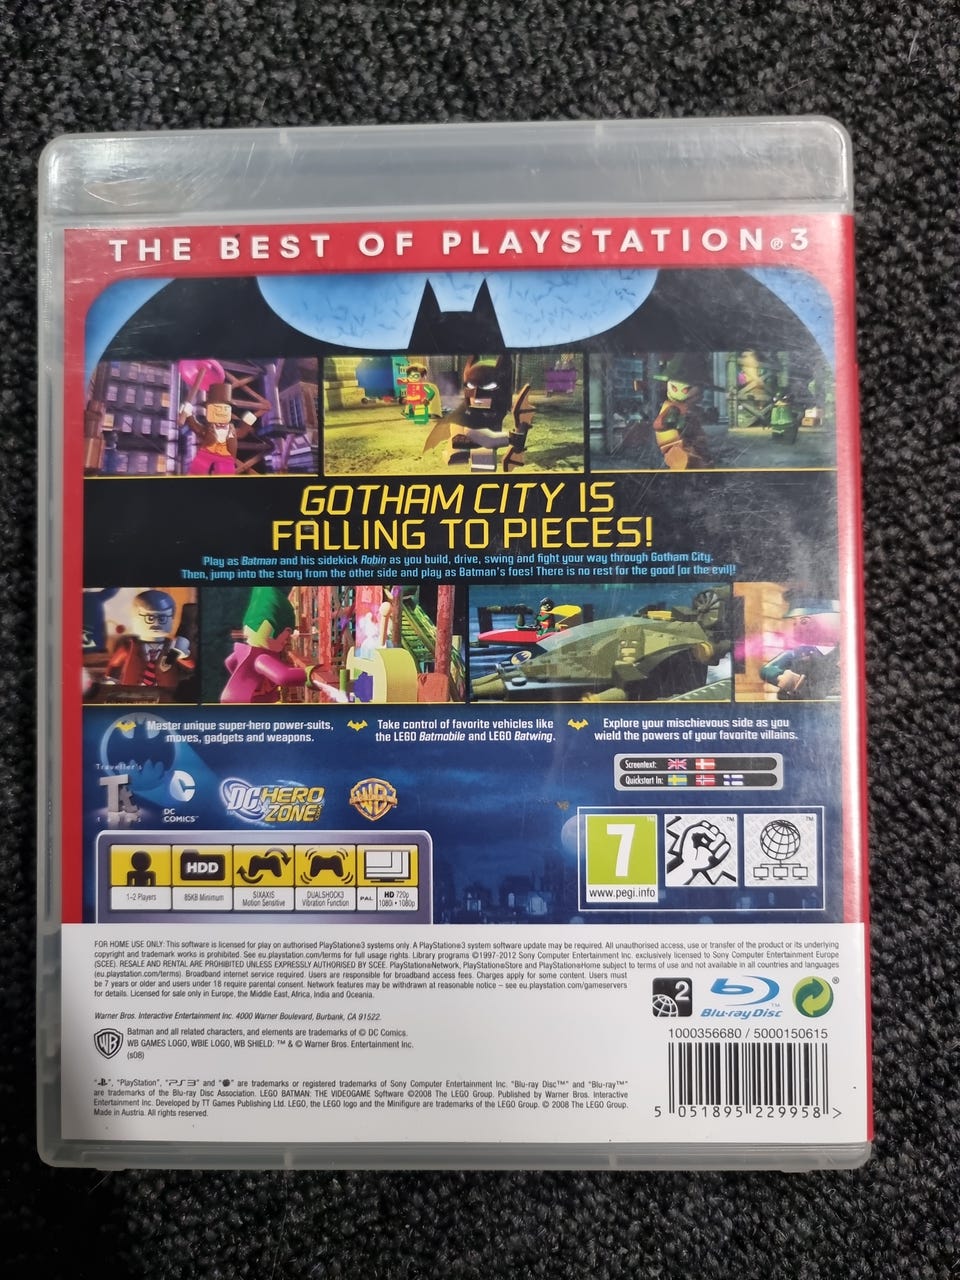 THE BEST OF PLAYSTATION®3
GOTHAM CITY IS
FALLING TO PIECES!
Play as Batman and his sidekick Robin as you build, drive, swing and fight your way through Gotham City.
Then, jump into the story from the other side and play as Batman's foes! There is no rest for the good (or the evil)!
Master unique super-hero power-suits,
moves, gadgets and weapons.
Take control of favorite vehicles like
the LEGO Batmobile and LEGO Batwing.
Explore your mischievous side as you
wield the powers of your favorite villains.
Screentext:
Quickstart In:
Traveller's
DC
COMICS™
DC HERO
ZONE
WB
1-2 Players
HDD
85KB Minimum
SIXAXIS
Motion Sensitive
DUALSHOCK3
Vibration Function
PAL
HD 720p
1080i • 1080p
7
www.pegi.info
FOR HOME USE ONLY: This software is licensed for play on authorised PlayStation®3 systems only. A PlayStation®3 system software update may be required. All unauthorised access, use or transfer of the product or its underlying
copyright and trademark works is prohibited. See eu.playstation.com/terms for full usage rights. Library programs ©1997-2012 Sony Computer Entertainment Inc. exclusively licensed to Sony Computer Entertainment Europe
(SCEE). RESALE AND RENTAL ARE PROHIBITED UNLESS EXPRESSLY AUTHORISED BY SCEE. PlayStation®Network, PlayStation®Store and PlayStation®Home subject to terms of use and not available in all countries and languages
(eu.playstation.com/terms). Broadband internet service required. Users are responsible for broadband access fees. Charges apply for some content. Users must
be 7 years or older and users under 18 require parental consent. Network features may be withdrawn at reasonable notice – see eu.playstation.com/gameservers
for details. Licensed for sale only in Europe, the Middle East, Africa, India and Oceania.
2
Blu-ray Disc™
Warner Bros. Interactive Entertainment Inc. 4000 Warner Boulevard, Burbank, CA 91522.
WB
Batman and all related characters, and elements are trademarks of © DC Comics.
WB GAMES LOGO, WBIE LOGO, WB SHIELD: ™ & © Warner Bros. Entertainment Inc.
(s08)
1000356680 / 5000150615
", "PlayStation", "PS3" and " " are trademarks or registered trademarks of Sony Computer Entertainment Inc. "Blu-ray Disc™" and "Blu-ray™"
are trademarks of the Blu-ray Disc Association. LEGO BATMAN: THE VIDEOGAME Software ©2008 The LEGO Group. Published by Warner Bros. Interactive
Entertainment Inc. Developed by TT Games Publishing Ltd. LEGO, the LEGO logo and the Minifigure are trademarks of the LEGO Group. © 2008 The LEGO Group.
Made in Austria. All rights reserved.
5 051895 229958 >